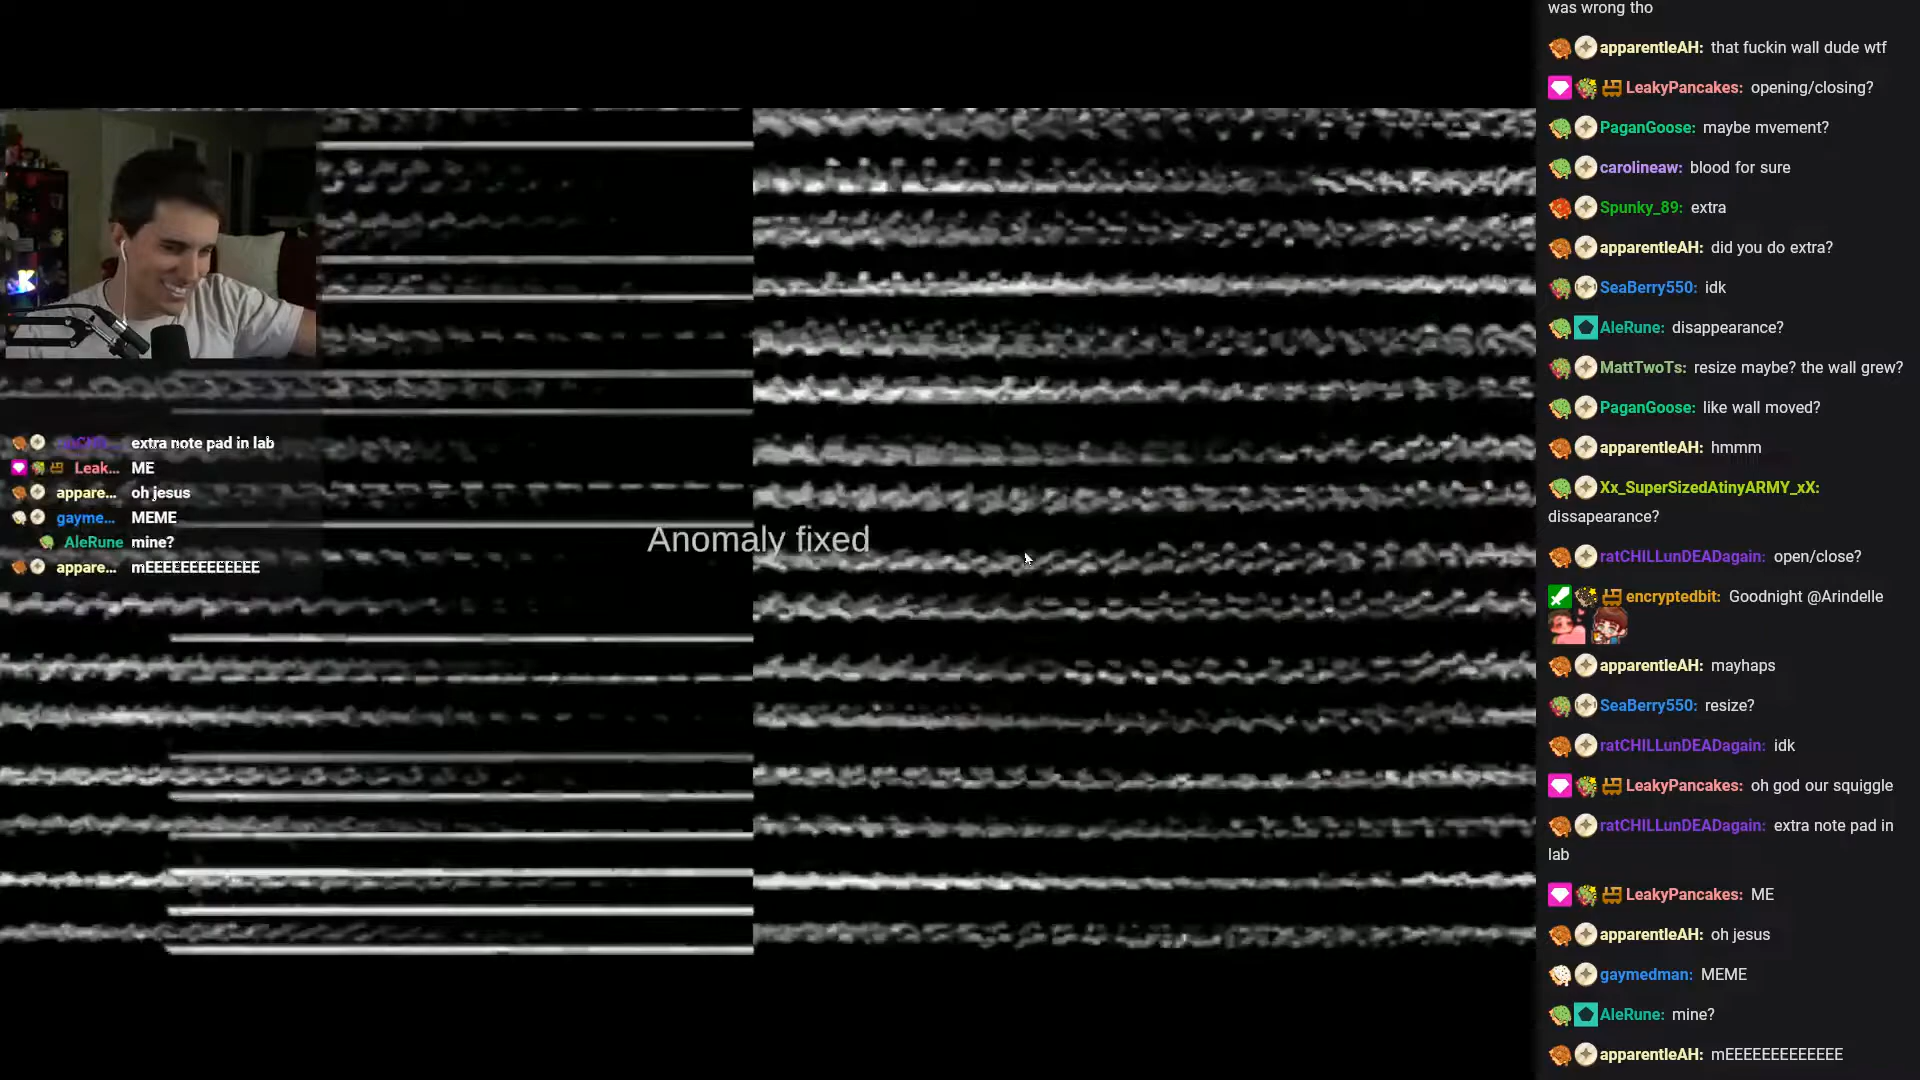 was wrong tho
apparentleAH: that fuckin wall dude wtf
LeakyPancakes: opening/closing?
PaganGoose: maybe mvement?
carolineaw: blood for sure
Spunky_89: extra
apparentleAH: did you do extra?
SeaBerry550: idk
AleRune: disappearance?
MattTwoTs: resize maybe? the wall grew?
PaganGoose: like wall moved?
apparentleAH: hmmm
Xx_SuperSizedAtinyARMY_xX:
dissapearance?
ratCHILLunDEADagain: open/close?
encryptedbit: Goodnight @Arindelle
apparentleAH: mayhaps
SeaBerry550: resize?
ratCHILLunDEADagain: idk
LeakyPancakes: oh god our squiggle
ratCHILLunDEADagain: extra note pad in
lab
LeakyPancakes: ME
apparentleAH: oh jesus
gaymedman: MEME
AleRune: mine?
apparentleAH: mEEEEEEEEEEEEE
extra note pad in lab
Leak... ME
appare... oh jesus
gayme... MEME
AleRune mine?
appare... mEEEEEEEEEEEEE
Anomaly fixed